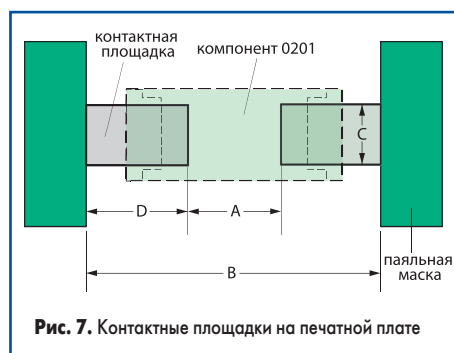 контактная
площадка
компонент 0201
C
D
A
B
паяльная
маска
Рис. 7. Контактные площадки на печатной плате